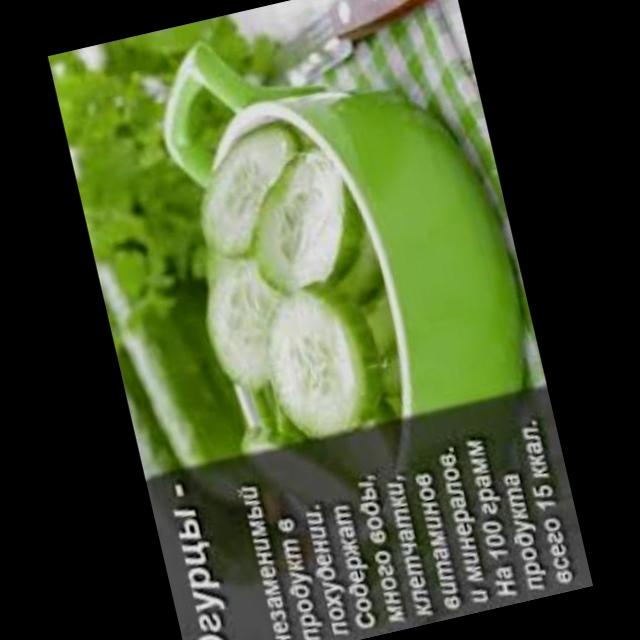 огурцы -
незаменимый
продукт в
похудении.
Содержат
много воды,
клетчатки,
витаминов
и минералов.
На 100 грамм
продукта
всего 15 ккал.